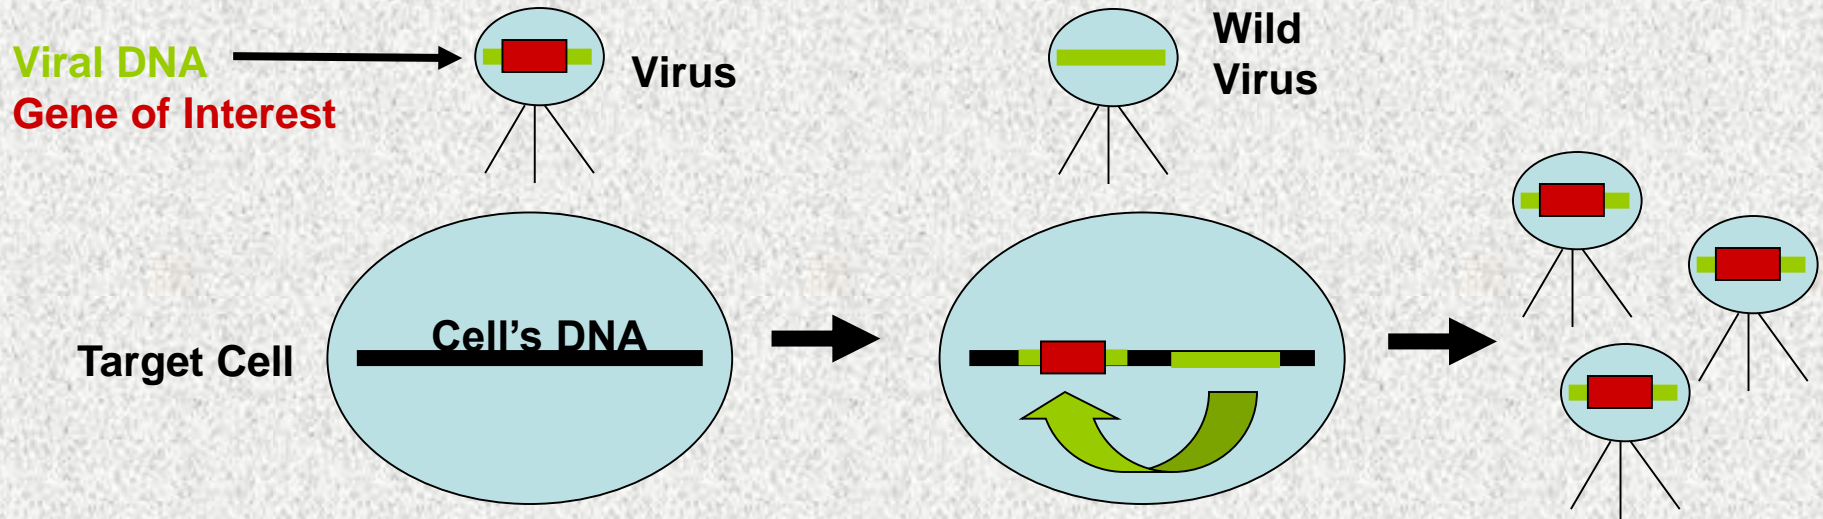 Viral DNA
Gene of Interest
Virus
Wild
Virus
Target Cell
Cell’s DNA